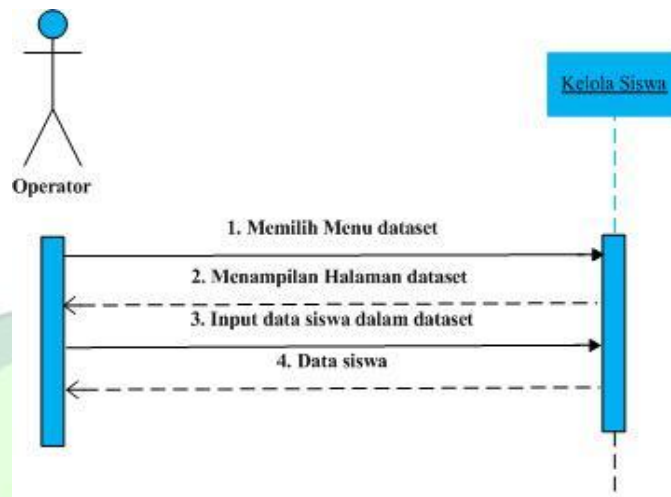 Kelola Siswa
Operator
1. Memilih Menu dataset
2. Menampilan Halaman dataset
3. Input data siswa dalam dataset
4. Data siswa